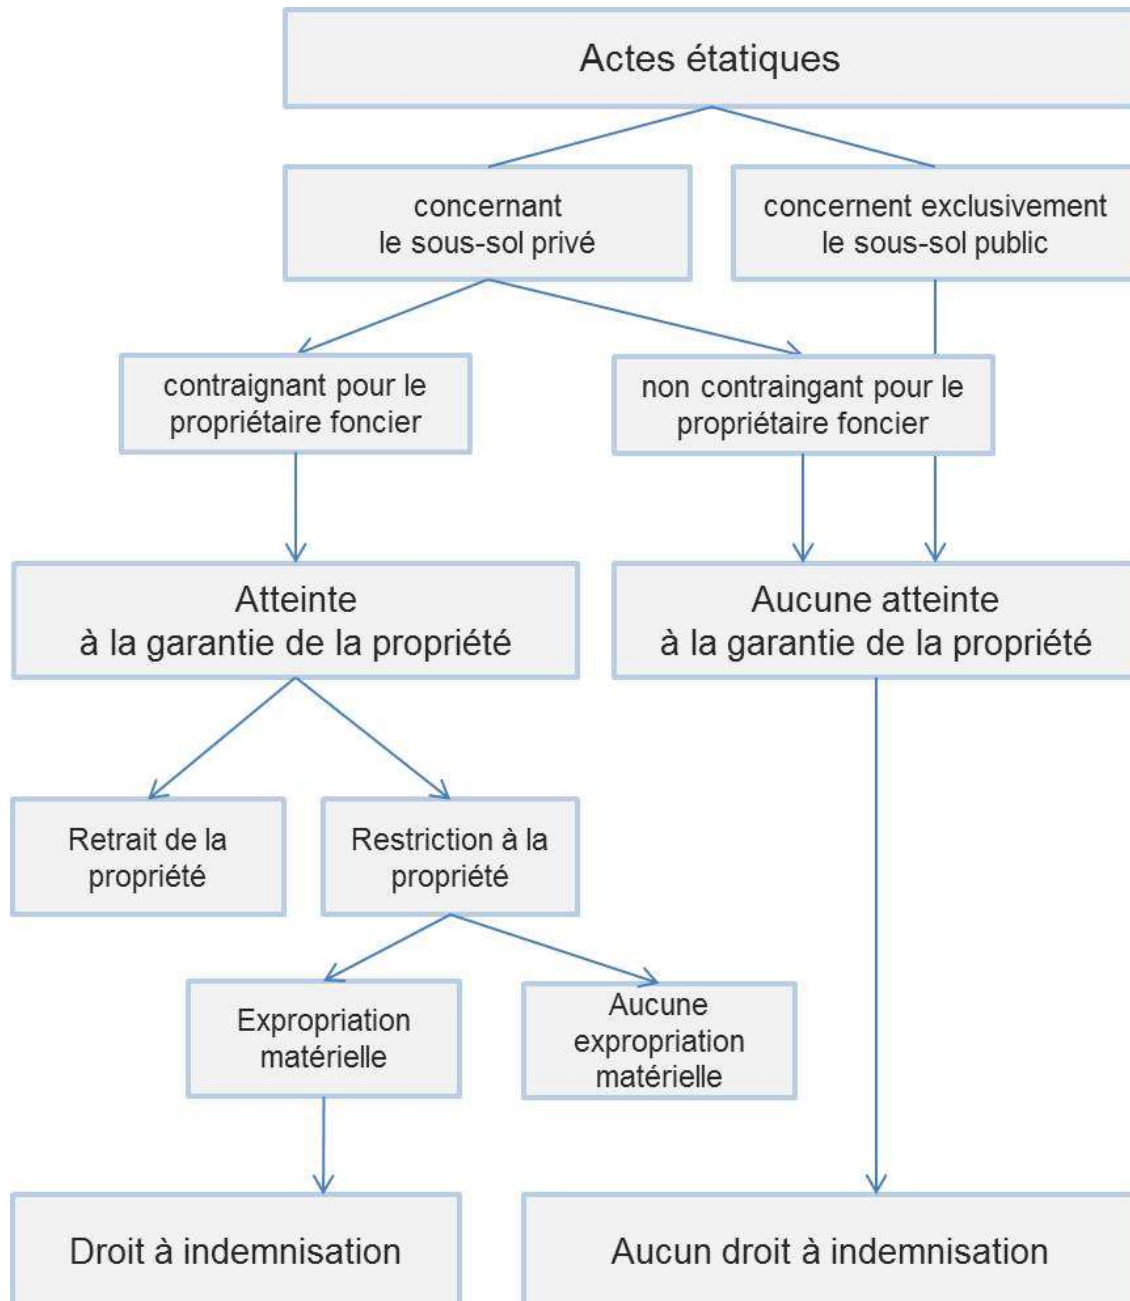 Actes étatiques
concernant
le sous-sol privé
concernent exclusivement
le sous-sol public
contraignant pour le
propriétaire foncier
non contraingant pour le
propriétaire foncier
Atteinte
à la garantie de la propriété
Aucune atteinte
à la garantie de la propriété
Retrait de la
propriété
Restriction à la
propriété
Expropriation
matérielle
Aucune
expropriation
matérielle
Droit à indemnisation
Aucun droit à indemnisation